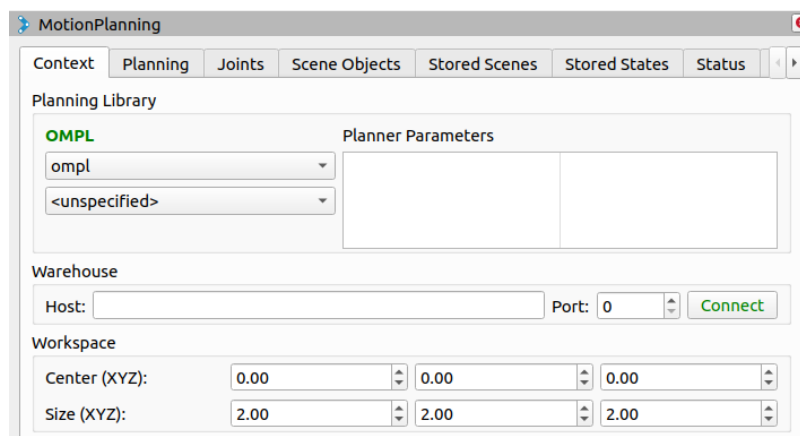 MotionPlanning
Context Planning Joints Scene Objects Stored Scenes Stored States Status
Planning Library
OMPL Planner Parameters
ompl
<unspecified>
Warehouse
Host: Port: 0 Connect
Workspace
Center (XYZ): 0.00 0.00 0.00
Size (XYZ): 2.00 2.00 2.00